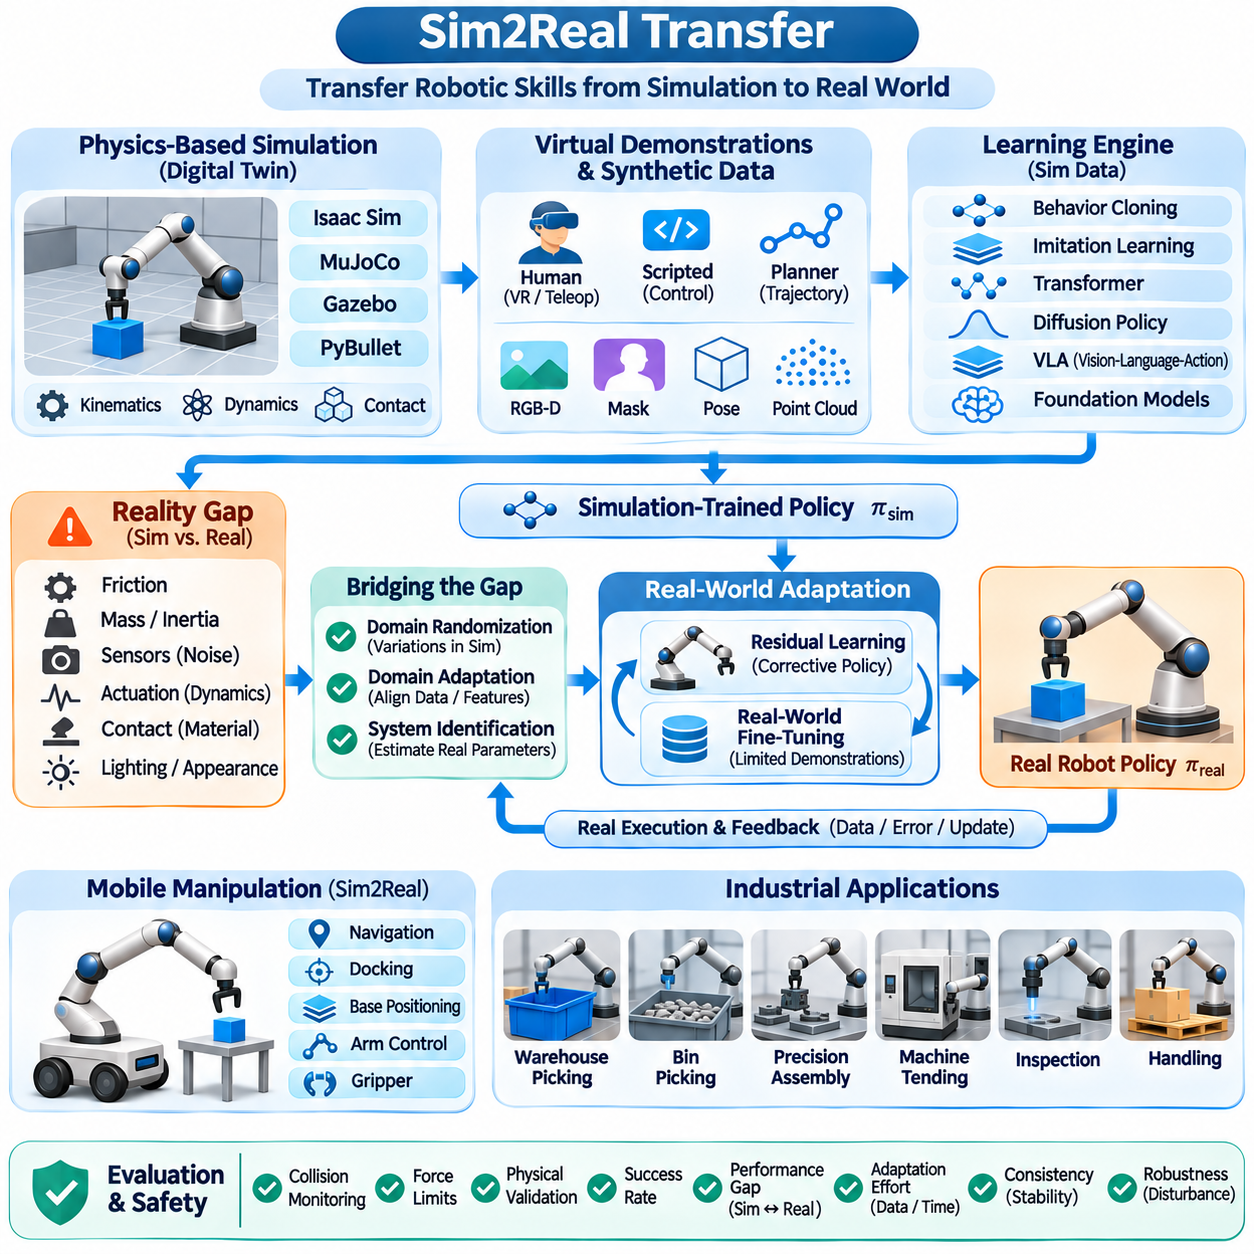 Sim2Real Transfer
Transfer Robotic Skills from Simulation to Real World
Physics-Based Simulation
(Digital Twin)
Isaac Sim
MuJoCo
Gazebo
PyBullet
Kinematics
Dynamics
Contact
Virtual Demonstrations
& Synthetic Data
Human
(VR / Teleop)
Scripted
(Control)
Planner
(Trajectory)
RGB-D
Mask
Pose
Point Cloud
Learning Engine
(Sim Data)
Behavior Cloning
Imitation Learning
Transformer
Diffusion Policy
VLA (Vision-Language-Action)
Foundation Models
Reality Gap
(Sim vs. Real)
Friction
Mass / Inertia
Sensors (Noise)
Actuation (Dynamics)
Contact (Material)
Lighting / Appearance
Simulation-Trained Policy π sim
Bridging the Gap
Domain Randomization
(Variations in Sim)
Domain Adaptation
(Align Data / Features)
System Identification
(Estimate Real Parameters)
Real-World Adaptation
Residual Learning
(Corrective Policy)
Real-World
Fine-Tuning
(Limited Demonstrations)
Real Robot Policy π real
Real Execution & Feedback (Data / Error / Update)
Mobile Manipulation (Sim2Real)
Navigation
Docking
Base Positioning
Arm Control
Gripper
Industrial Applications
Warehouse
Picking
Bin
Picking
Precision
Assembly
Machine
Tending
Inspection
Handling
Evaluation
& Safety
Collision
Monitoring
Force
Limits
Physical
Validation
Success
Rate
Performance
Gap
(Sim ↔ Real)
Adaptation
Effort
(Data / Time)
Consistency
(Stability)
Robustness
(Disturbance)